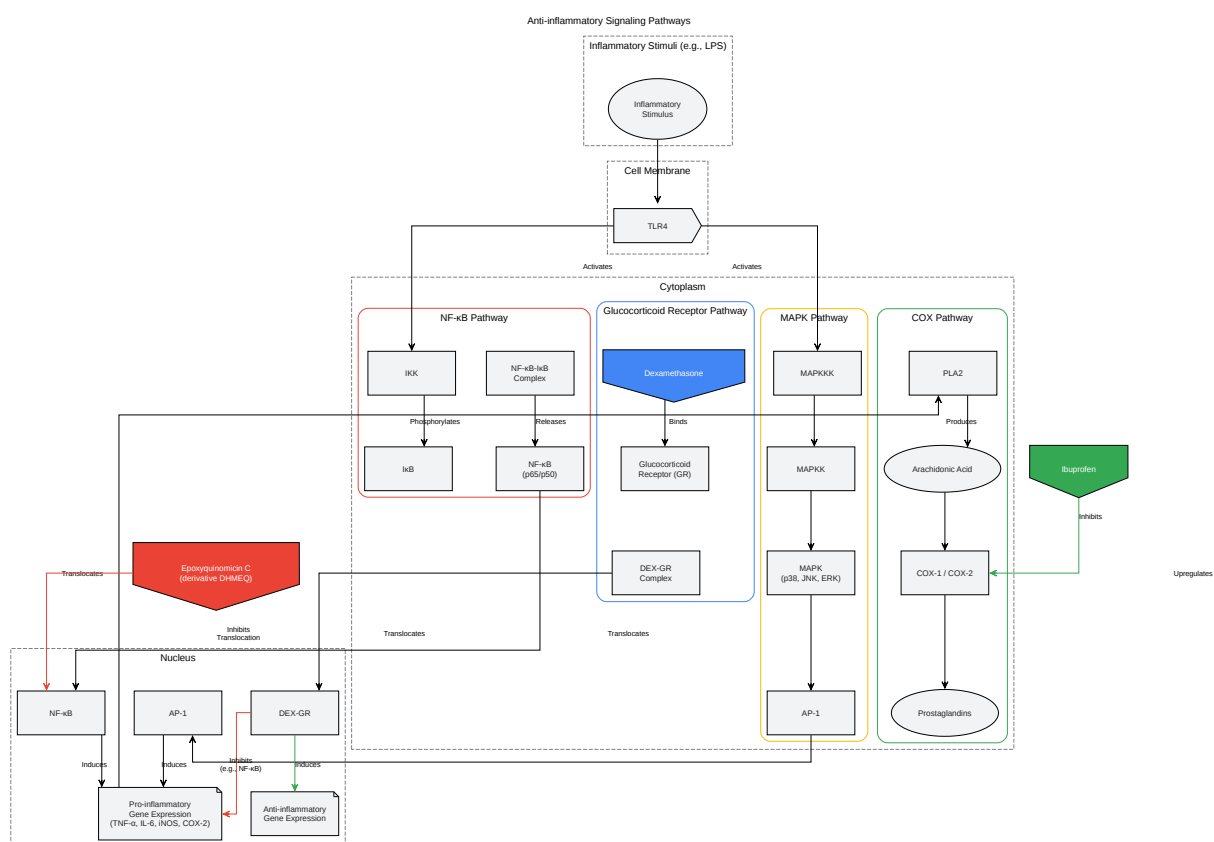 Anti-inflammatory Signaling Pathways
Inflammatory Stimuli (e.g., LPS)
Inflammatory
Stimulus
Cell Membrane
TLR4
Activates
Activates
Cytoplasm
NF-κB Pathway
Glucocorticoid Receptor Pathway
MAPK Pathway
COX Pathway
IKK
NF-κB-IκB
Complex
Dexamethasone
MAPKKK
PLA2
Phosphorylates
Releases
Binds
Produces
IκB
NF-κB
(p65/p50)
Glucocorticoid
Receptor (GR)
MAPKK
Arachidonic Acid
Ibuprofen
Inhibits
Translocates
Epoxyquinomicin C
(derivative DHMEQ)
DEX-GR
Complex
MAPK
(p38, JNK, ERK)
COX-1 / COX-2
Upregulates
Inhibits
Translocation
Translocates
Translocates
Nucleus
NF-κB
AP-1
DEX-GR
AP-1
Prostaglandins
Induces
Induces
Inhibits
(e.g., NF-κB)
Induces
Pro-inflammatory
Gene Expression
(TNF-α, IL-6, iNOS, COX-2)
Anti-inflammatory
Gene Expression